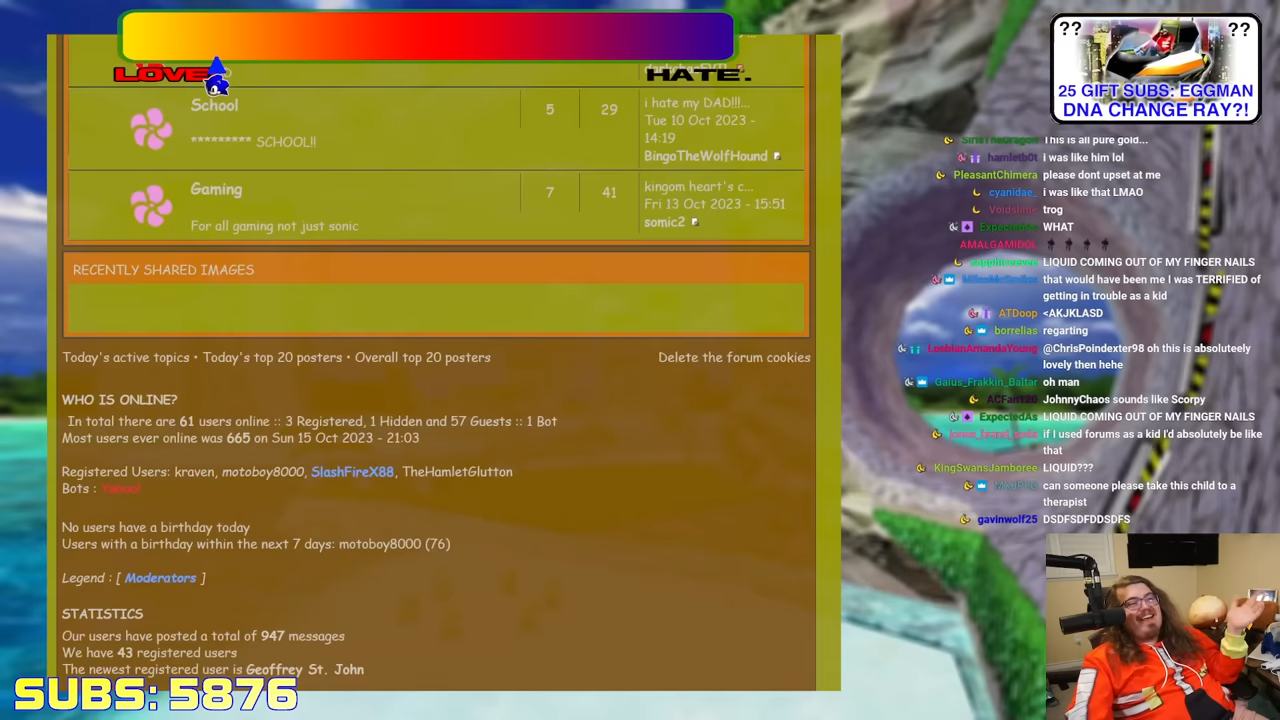 LOVE
HATE.
School
********* SCHOOL!!
5
29
i hate my DAD!!!...
Tue 10 Oct 2023 -
14:19
BingoTheWolfHound
Gaming
For all gaming not just sonic
7
41
kingom heart's c...
Fri 13 Oct 2023 - 15:51
somic2
RECENTLY SHARED IMAGES
Today's active topics • Today's top 20 posters • Overall top 20 posters
Delete the forum cookies
WHO IS ONLINE?
In total there are 61 users online :: 3 Registered, 1 Hidden and 57 Guests :: 1 Bot
Most users ever online was 665 on Sun 15 Oct 2023 - 21:03
Registered Users: kraven, motoboy8000, SlashFireX88, TheHamletGlutton
Bots : Yahoo!
No users have a birthday today
Users with a birthday within the next 7 days: motoboy8000 (76)
Legend : [ Moderators ]
STATISTICS
Our users have posted a total of 947 messages
We have 43 registered users
The newest registered user is Geoffrey St. John
SUBS: 5876
?? ??
25 GIFT SUBS: EGGMAN
DNA CHANGE RAY?!
This is all pure gold...
hamletb0t i was like him lol
PleasantChimera please dont upset at me
cyanidae_ i was like that LMAO
Voidslime trog
ExpectedAs WHAT
AMALGAMIDOL
LIQUID COMING OUT OF MY FINGER NAILS
that would have been me I was TERRIFIED of
getting in trouble as a kid
ATDoop <AKJKLASD
borrelias regarting
LesbianAmandaYoung @ChrisPoindexter98 oh this is absoluteely
lovely then hehe
Gaius_Frakkin_Baltar oh man
ACFan120 JohnnyChaos sounds like Scorpy
ExpectedAs LIQUID COMING OUT OF MY FINGER NAILS
if I used forums as a kid I'd absolutely be like
that
KingSwansJamboree LIQUID???
can someone please take this child to a
therapist
gavinwolf25 DSDFSDFDDSDFS